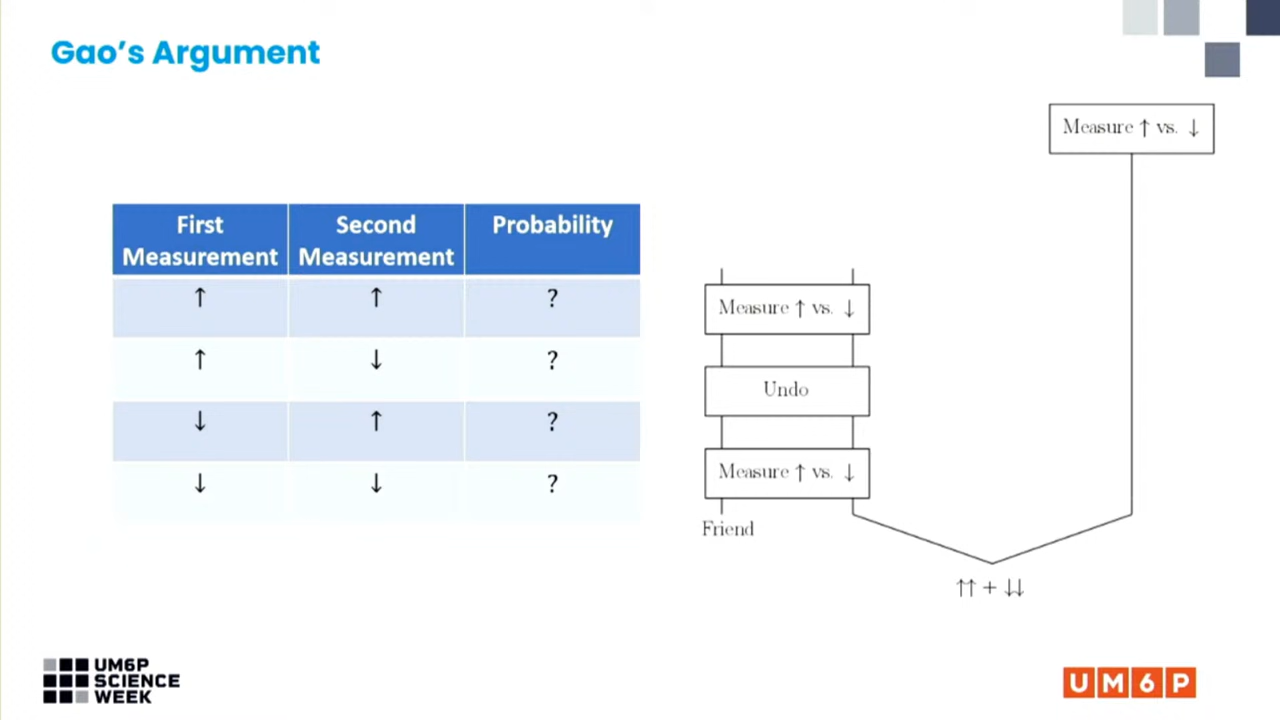 Gao's Argument
Measure ↑ vs. ↓
First Measurement Second Measurement Probability
↑ ↑ ?
↑ ↓ ?
↓ ↑ ?
↓ ↓ ?
Measure ↑ vs. ↓
Undo
Measure ↑ vs. ↓
Friend
↑↑ + ↓↓
UM6P
SCIENCE
WEEK
UM6P